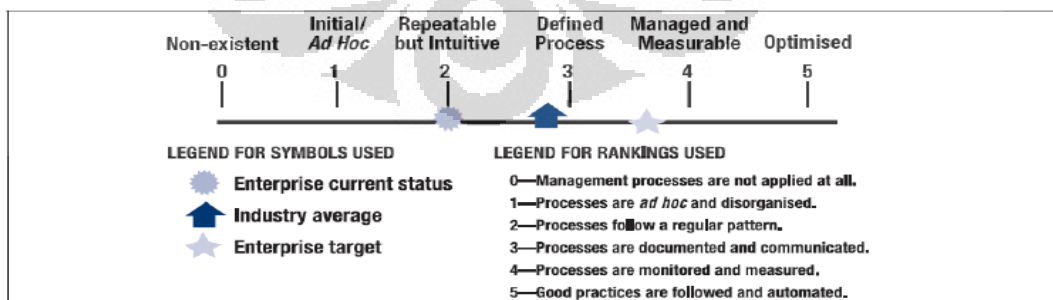 Non-existent Initial/ Ad Hoc Repeatable but Intuitive Defined Process Managed and Measurable Optimised
0 1 2 3 4 5
LEGEND FOR SYMBOLS USED
Enterprise current status
Industry average
Enterprise target
LEGEND FOR RANKINGS USED
0—Management processes are not applied at all.
1—Processes are ad hoc and disorganised.
2—Processes follow a regular pattern.
3—Processes are documented and communicated.
4—Processes are monitored and measured.
5—Good practices are followed and automated.